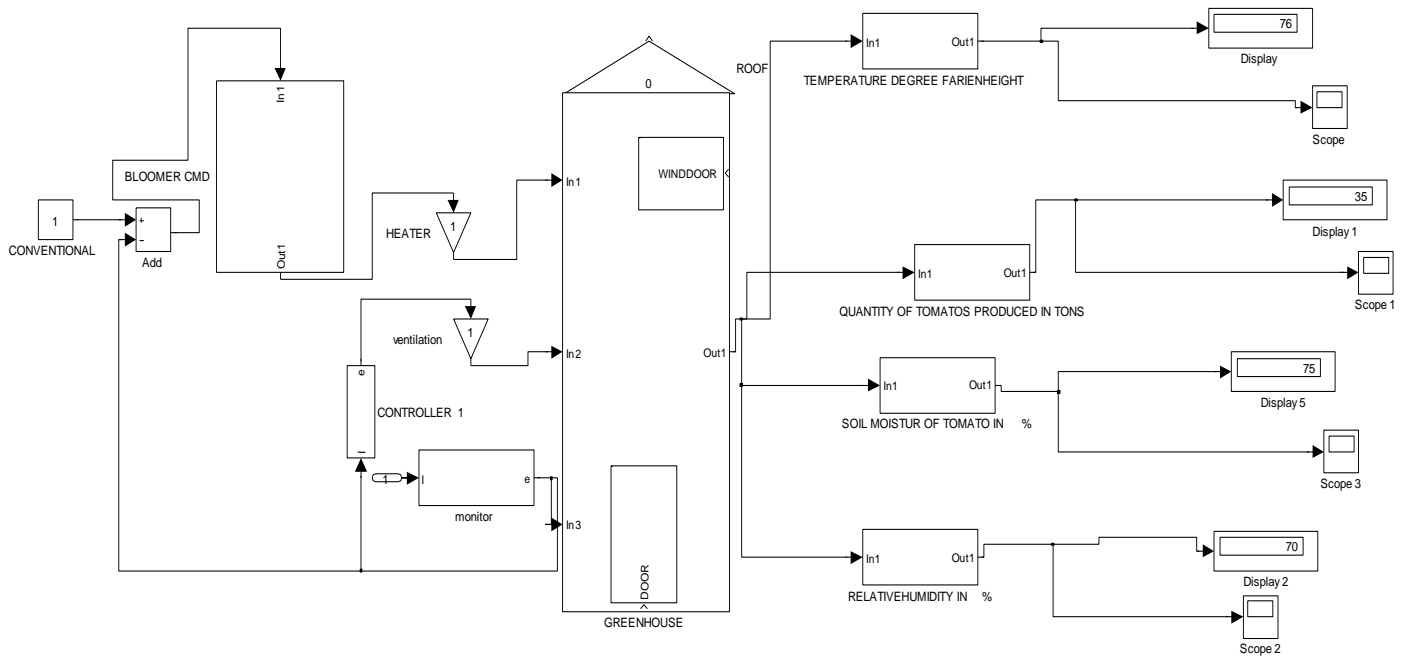 In1
Out1
BLOOMER CMD
1
CONVENTIONAL
+
−
Add
HEATER
1
ventilation
1
e
I
CONTROLLER 1
1
I
e
monitor
0
ROOF
WINDDOOR
In1
In2
In3
Out1
DOOR
GREENHOUSE
In1
Out1
TEMPERATURE DEGREE FARIENHEIGHT
76
Display
Scope
In1
Out1
QUANTITY OF TOMATOS PRODUCED IN TONS
35
Display 1
Scope 1
In1
Out1
SOIL MOISTUR OF TOMATO IN %
75
Display 5
Scope 3
In1
Out1
RELATIVEHUMIDITY IN %
70
Display 2
Scope 2